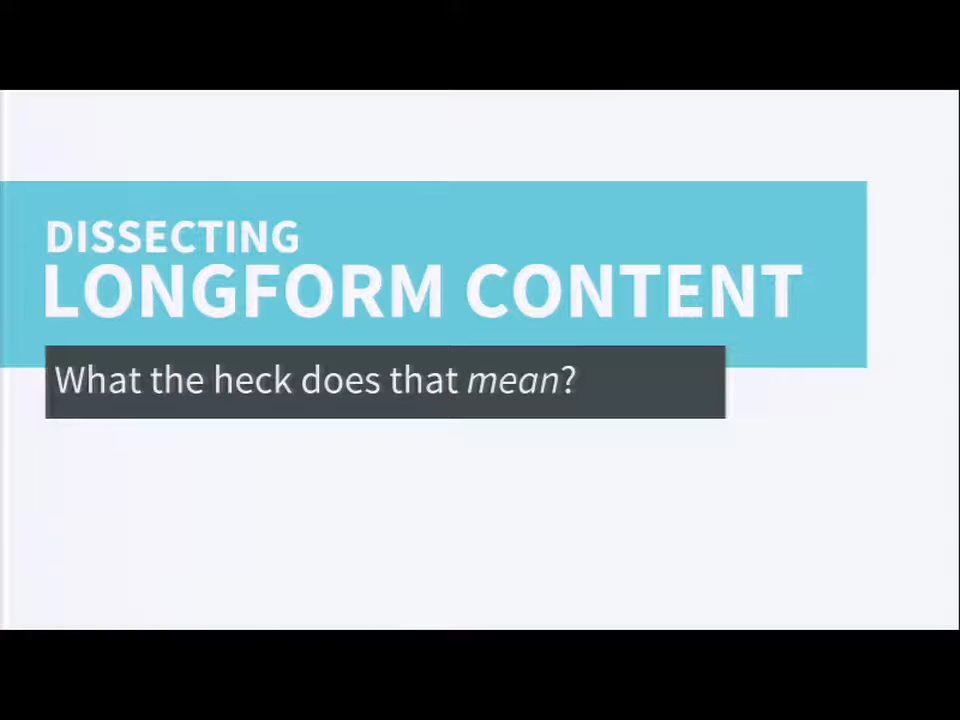 DISSECTING
LONGFORM CONTENT
What the heck does that mean?